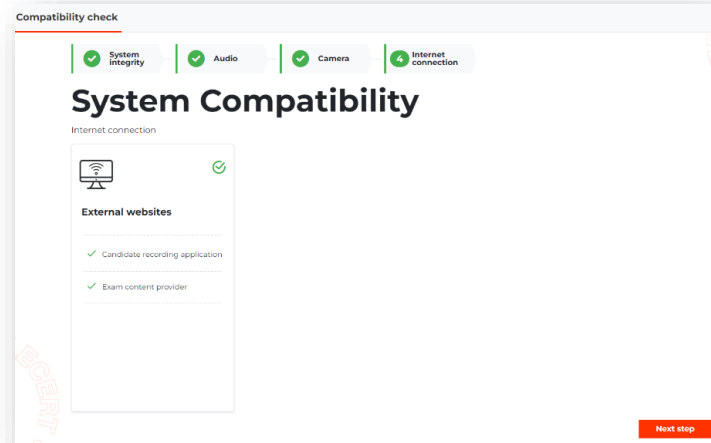 Compatibility check
System
integrity
Audio
Camera
4
Internet
connection
System Compatibility
Internet connection
External websites
Candidate recording application
Exam content provider
ECERT
Next step